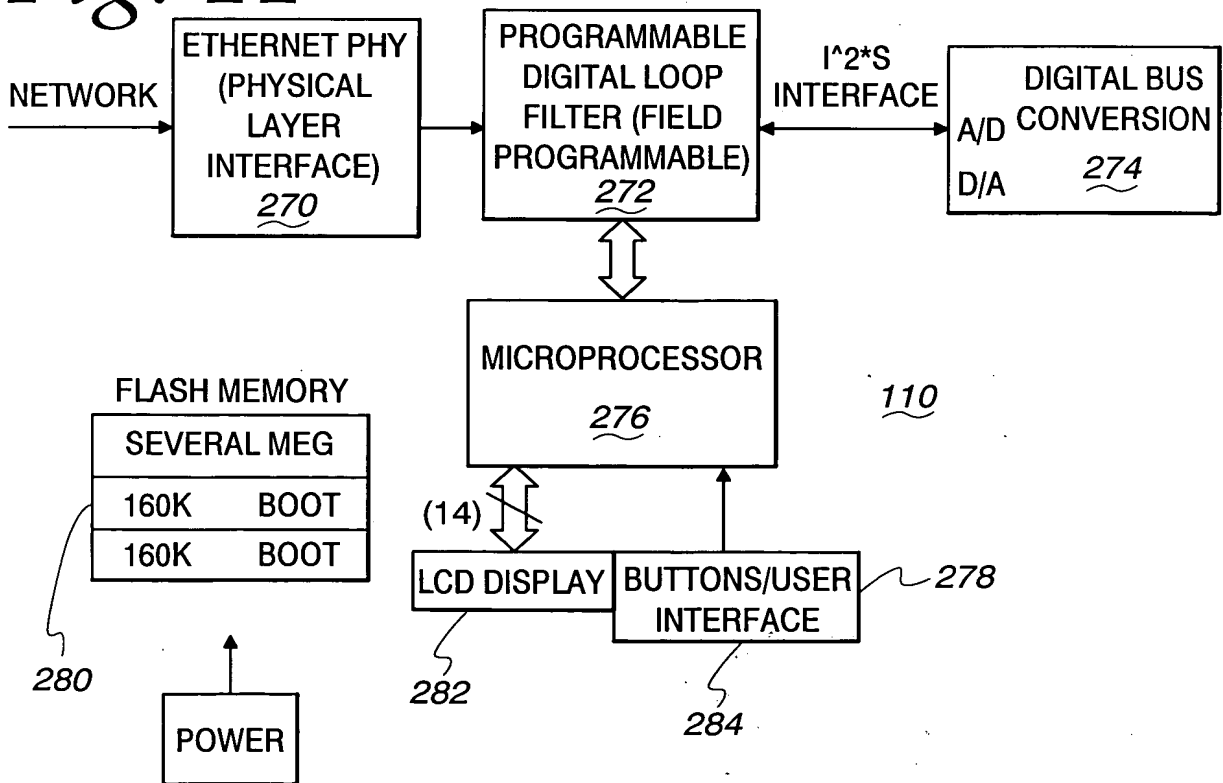 ETHERNET PHY
(PHYSICAL
LAYER
INTERFACE)
270
NETWORK
PROGRAMMABLE
DIGITAL LOOP
FILTER (FIELD
PROGRAMMABLE)
272
I^2*S
INTERFACE
DIGITAL BUS
CONVERSION
A/D
D/A
274
MICROPROCESSOR
276
110
FLASH MEMORY
SEVERAL MEG
160K BOOT
160K BOOT
280
(14)
LCD DISPLAY
282
BUTTONS/USER
INTERFACE
278
284
POWER